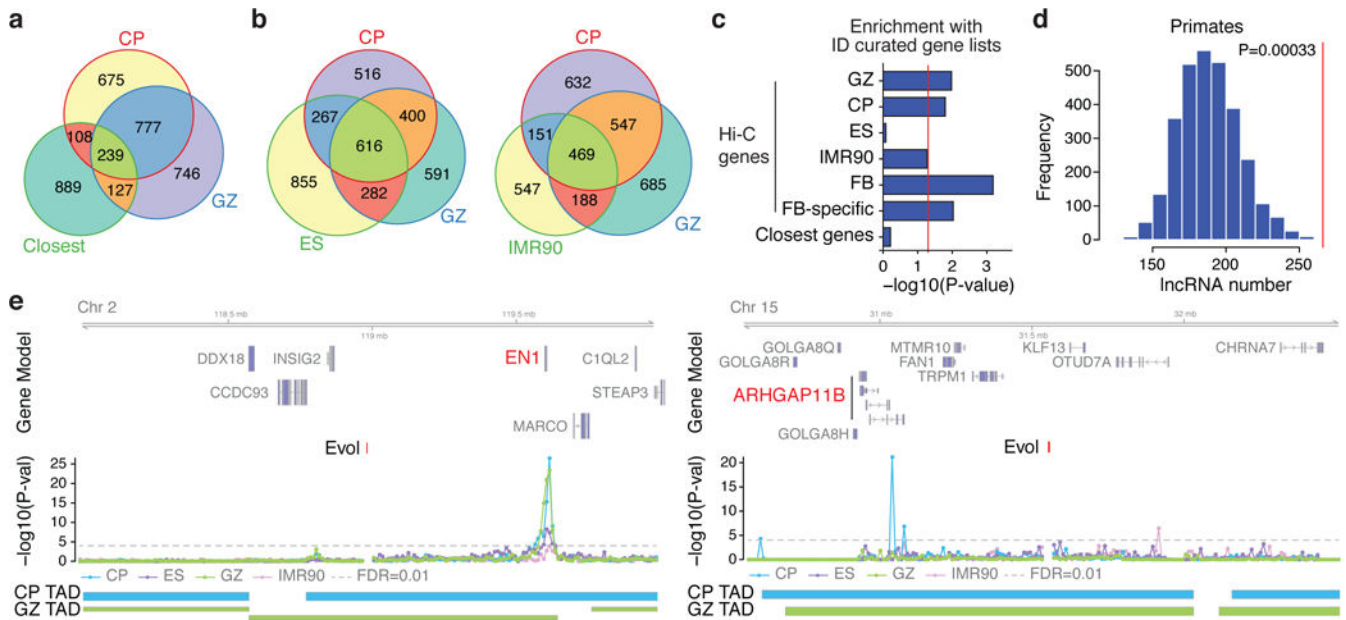 a
CP
675
108
777
239
889
127
746
GZ
Closest
b
CP
516
267
400
616
855
282
591
GZ
ES
CP
632
151
547
469
547
188
685
GZ
IMR90
c
Enrichment with
ID curated gene lists
Hi-C
genes
GZ
CP
ES
IMR90
FB
FB-specific
Closest genes
0 1 2 3
−log10(P-value)
d
Primates
P=0.00033
Frequency
500
400
300
200
100
0
150 200 250
lncRNA number
e
Chr 2
118.5 mb
119 mb
119.5 mb
Gene Model
DDX18
INSIG2
EN1
C1QL2
CCDC93
STEAP3
MARCO
Evol
−log10(P-val)
25
20
15
10
5
0
CP ES GZ IMR90 FDR=0.01
CP TAD
GZ TAD
Chr 15
31 mb
31.5 mb
32 mb
Gene Model
GOLGA8Q
MTMR10
KLF13
CHRNA7
GOLGA8R
FAN1
OTUD7A
TRPM1
ARHGAP11B
GOLGA8H
Evol
−log10(P-val)
20
15
10
5
0
CP ES GZ IMR90 FDR=0.01
CP TAD
GZ TAD